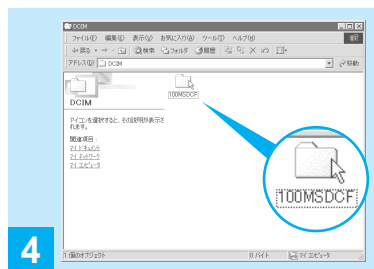 DCIM
ファイル(F) 編集(E) 表示(V) お気に入り(A) ツール(T) ヘルプ(H)
戻る 検索 フォルダ 履歴
アドレス(D) DCIM 移動
DCIM
100MSDCF
アイコンを選択すると、その説明が表示さ
れます。
関連項目:
マイ ドキュメント
マイ ネットワーク
マイ コンピュータ
100MSDCF
1 個のオブジェクト 0 バイト マイ コンピュータ
4